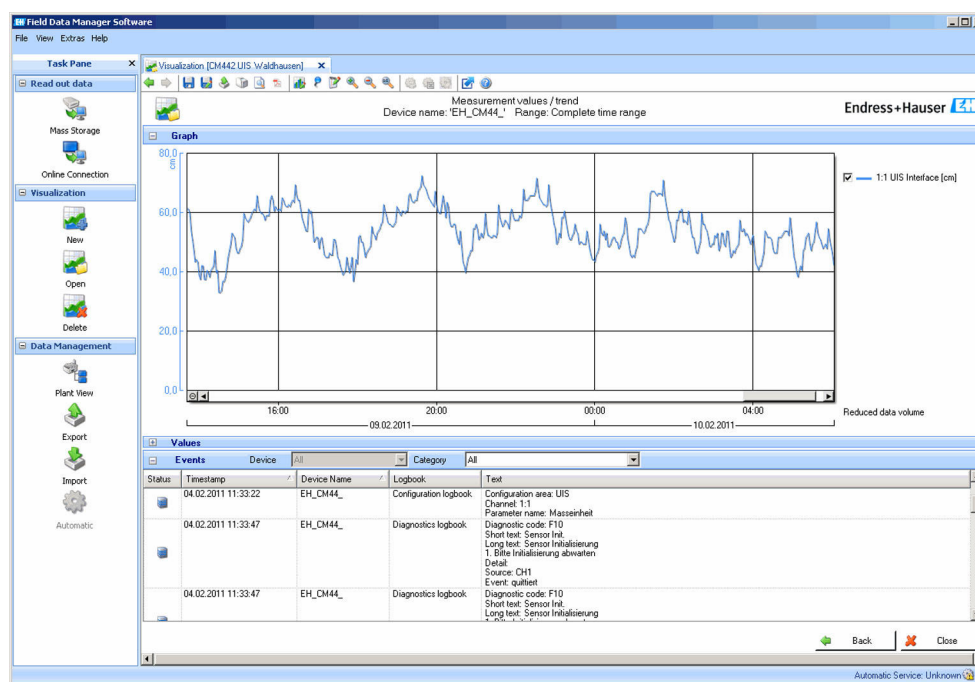 EH Field Data Manager Software
File View Extras Help
Task Pane X
Read out data
Mass Storage
Online Connection
Visualization
New
Open
Delete
Data Management
Plant View
Export
Import
Automatic
Visualization [CM442 UIS Waldhausen] X
Measurement values / trend
Device name: 'EH_CM44_' Range: Complete time range
Endress+Hauser EH
Graph
80,0
cm
60,0
40,0
20,0
0,0
1:1 UIS Interface [cm]
16:00 20:00 00:00 04:00
09.02.2011 10.02.2011
Reduced data volume
Values
Events Device All Category All
Status Timestamp Device Name Logbook Text
04.02.2011 11:33:22 EH_CM44_ Configuration logbook Configuration area: UIS
Channel: 1:1
Parameter name: Masseinheit
04.02.2011 11:33:47 EH_CM44_ Diagnostics logbook Diagnostic code: F10
Short text: Sensor Init.
Long text: Sensor Initialisierung
1. Bitte Initialisierung abwarten
Detail:
Source: CH1
Event: quittiert
04.02.2011 11:33:47 EH_CM44_ Diagnostics logbook Diagnostic code: F10
Short text: Sensor Init.
Long text: Sensor Initialisierung
Back Close
Automatic Service: Unknown